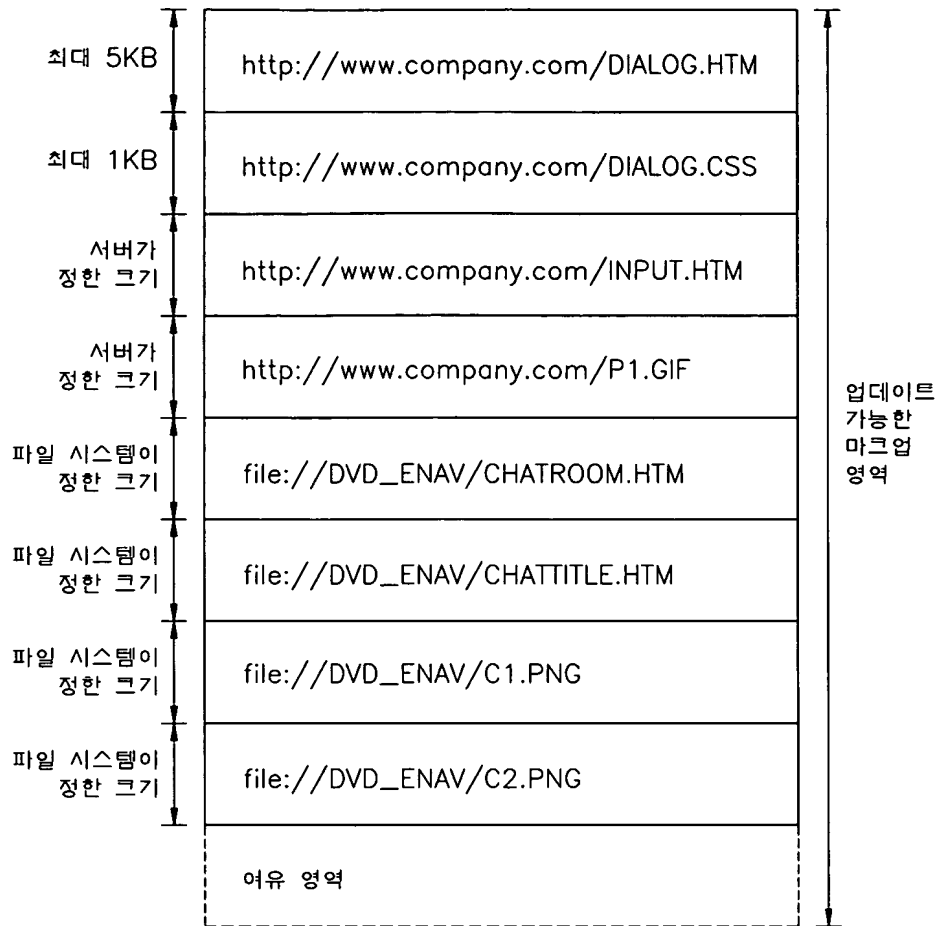 최대 5KB
http://www.company.com/DIALOG.HTM
최대 1KB
http://www.company.com/DIALOG.CSS
서버가
정한 크기
http://www.company.com/INPUT.HTM
서버가
정한 크기
http://www.company.com/P1.GIF
파일 시스템이
정한 크기
file://DVD_ENAV/CHATROOM.HTM
파일 시스템이
정한 크기
file://DVD_ENAV/CHATTITLE.HTM
파일 시스템이
정한 크기
file://DVD_ENAV/C1.PNG
파일 시스템이
정한 크기
file://DVD_ENAV/C2.PNG
여유 영역
업데이트
가능한
마크업
영역